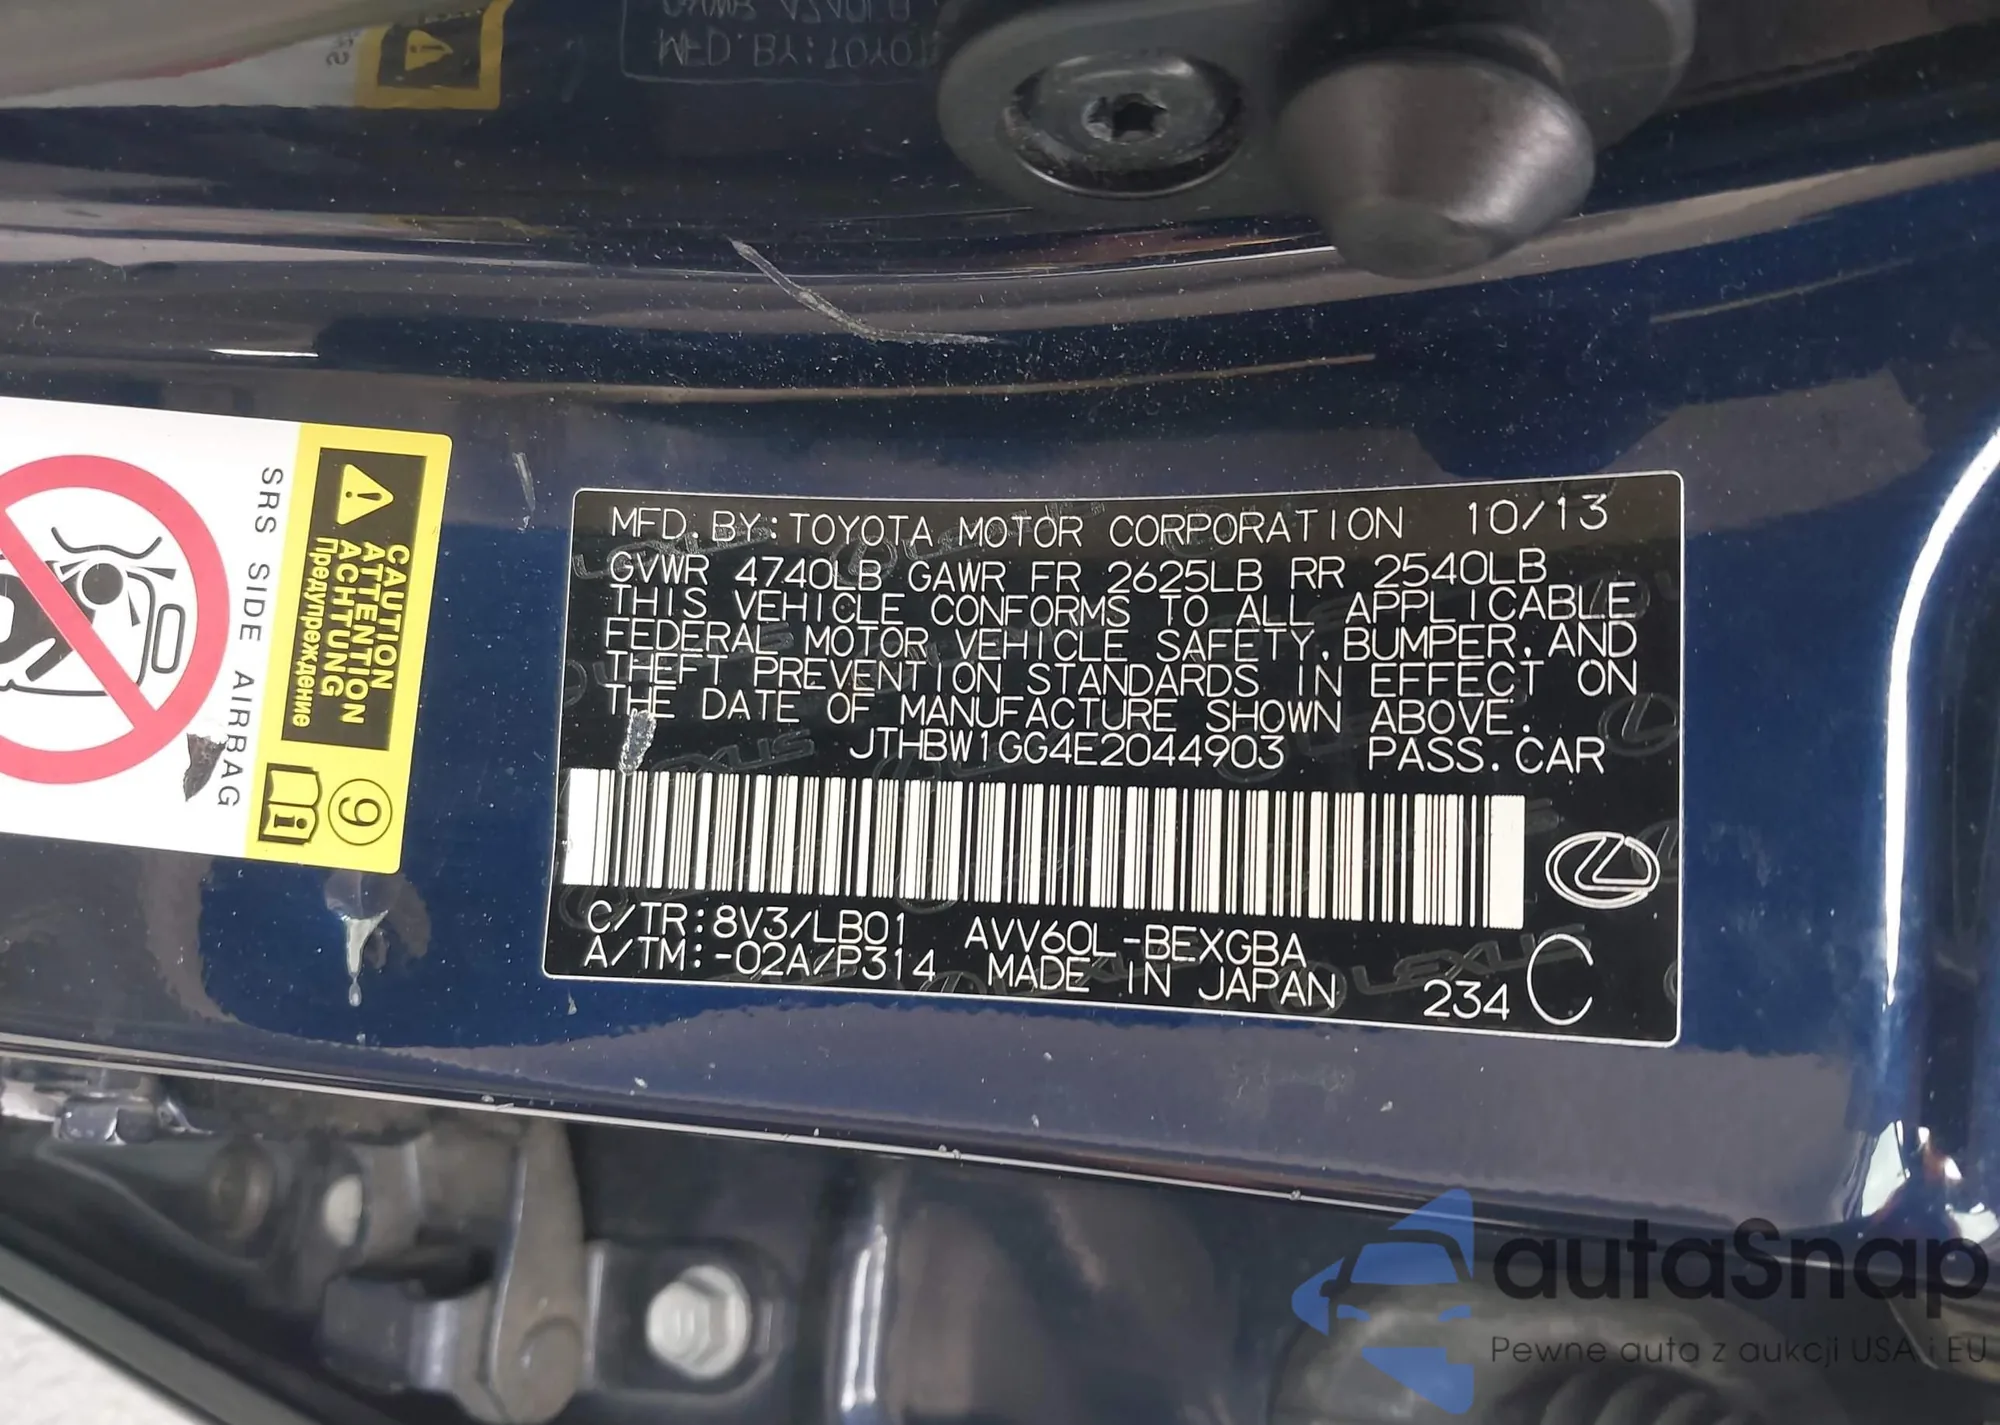 MFD. BY: TOYOTA MOTOR CORPORATION 10/13
GVWR 4740LB GAWR FR 2625LB RR 2540LB
THIS VEHICLE CONFORMS TO ALL APPLICABLE
FEDERAL MOTOR VEHICLE SAFETY, BUMPER, AND
THEFT PREVENTION STANDARDS IN EFFECT ON
THE DATE OF MANUFACTURE SHOWN ABOVE.
JTHBW1GG4E2044903 PASS. CAR
C/TR: 8V3/LB01 AVV60L-BEXGBA
A/TM: -02A/P314 MADE IN JAPAN 234 C
CAUTION
ATTENTION
ACHTUNG
Предупреждение
9
SRS SIDE AIRBAG
autaSnap
Pewne auta z aukcji USA i EU